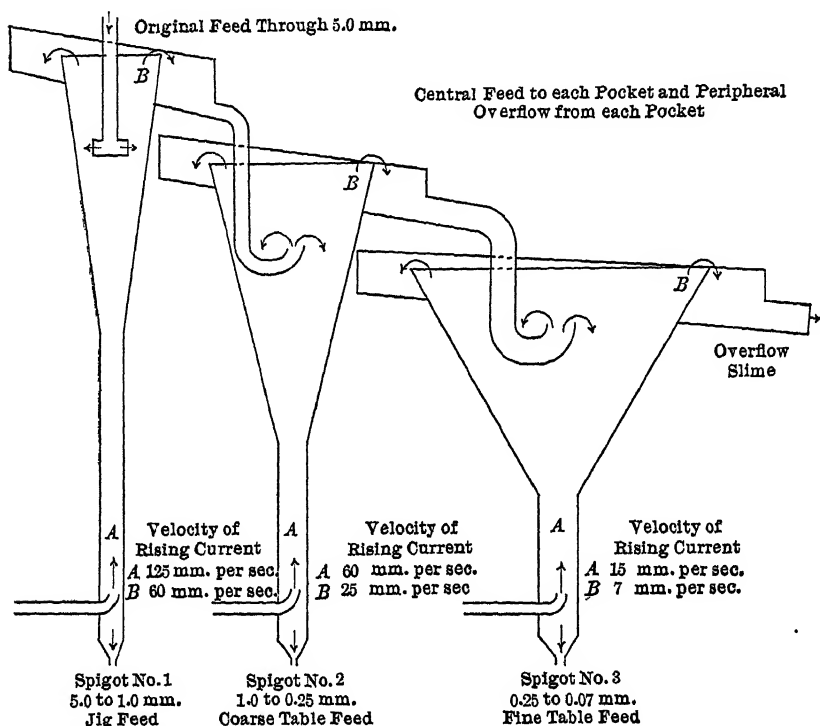 Original Feed Through 5.0 mm.
B
Central Feed to each Pocket and Peripheral
Overflow from each Pocket
B
B
Overflow
Slime
A
Velocity of
Rising Current
A 125 mm. per sec.
B 60 mm. per sec.
A
Velocity of
Rising Current
A 60 mm. per sec.
B 25 mm. per sec
A
Velocity of
Rising Current
A 15 mm. per sec.
B 7 mm. per sec.
Spigot No.1
5.0 to 1.0 mm.
Jig Feed
Spigot No.2
1.0 to 0.25 mm.
Coarse Table Feed
Spigot No.3
0.25 to 0.07 mm.
Fine Table Feed